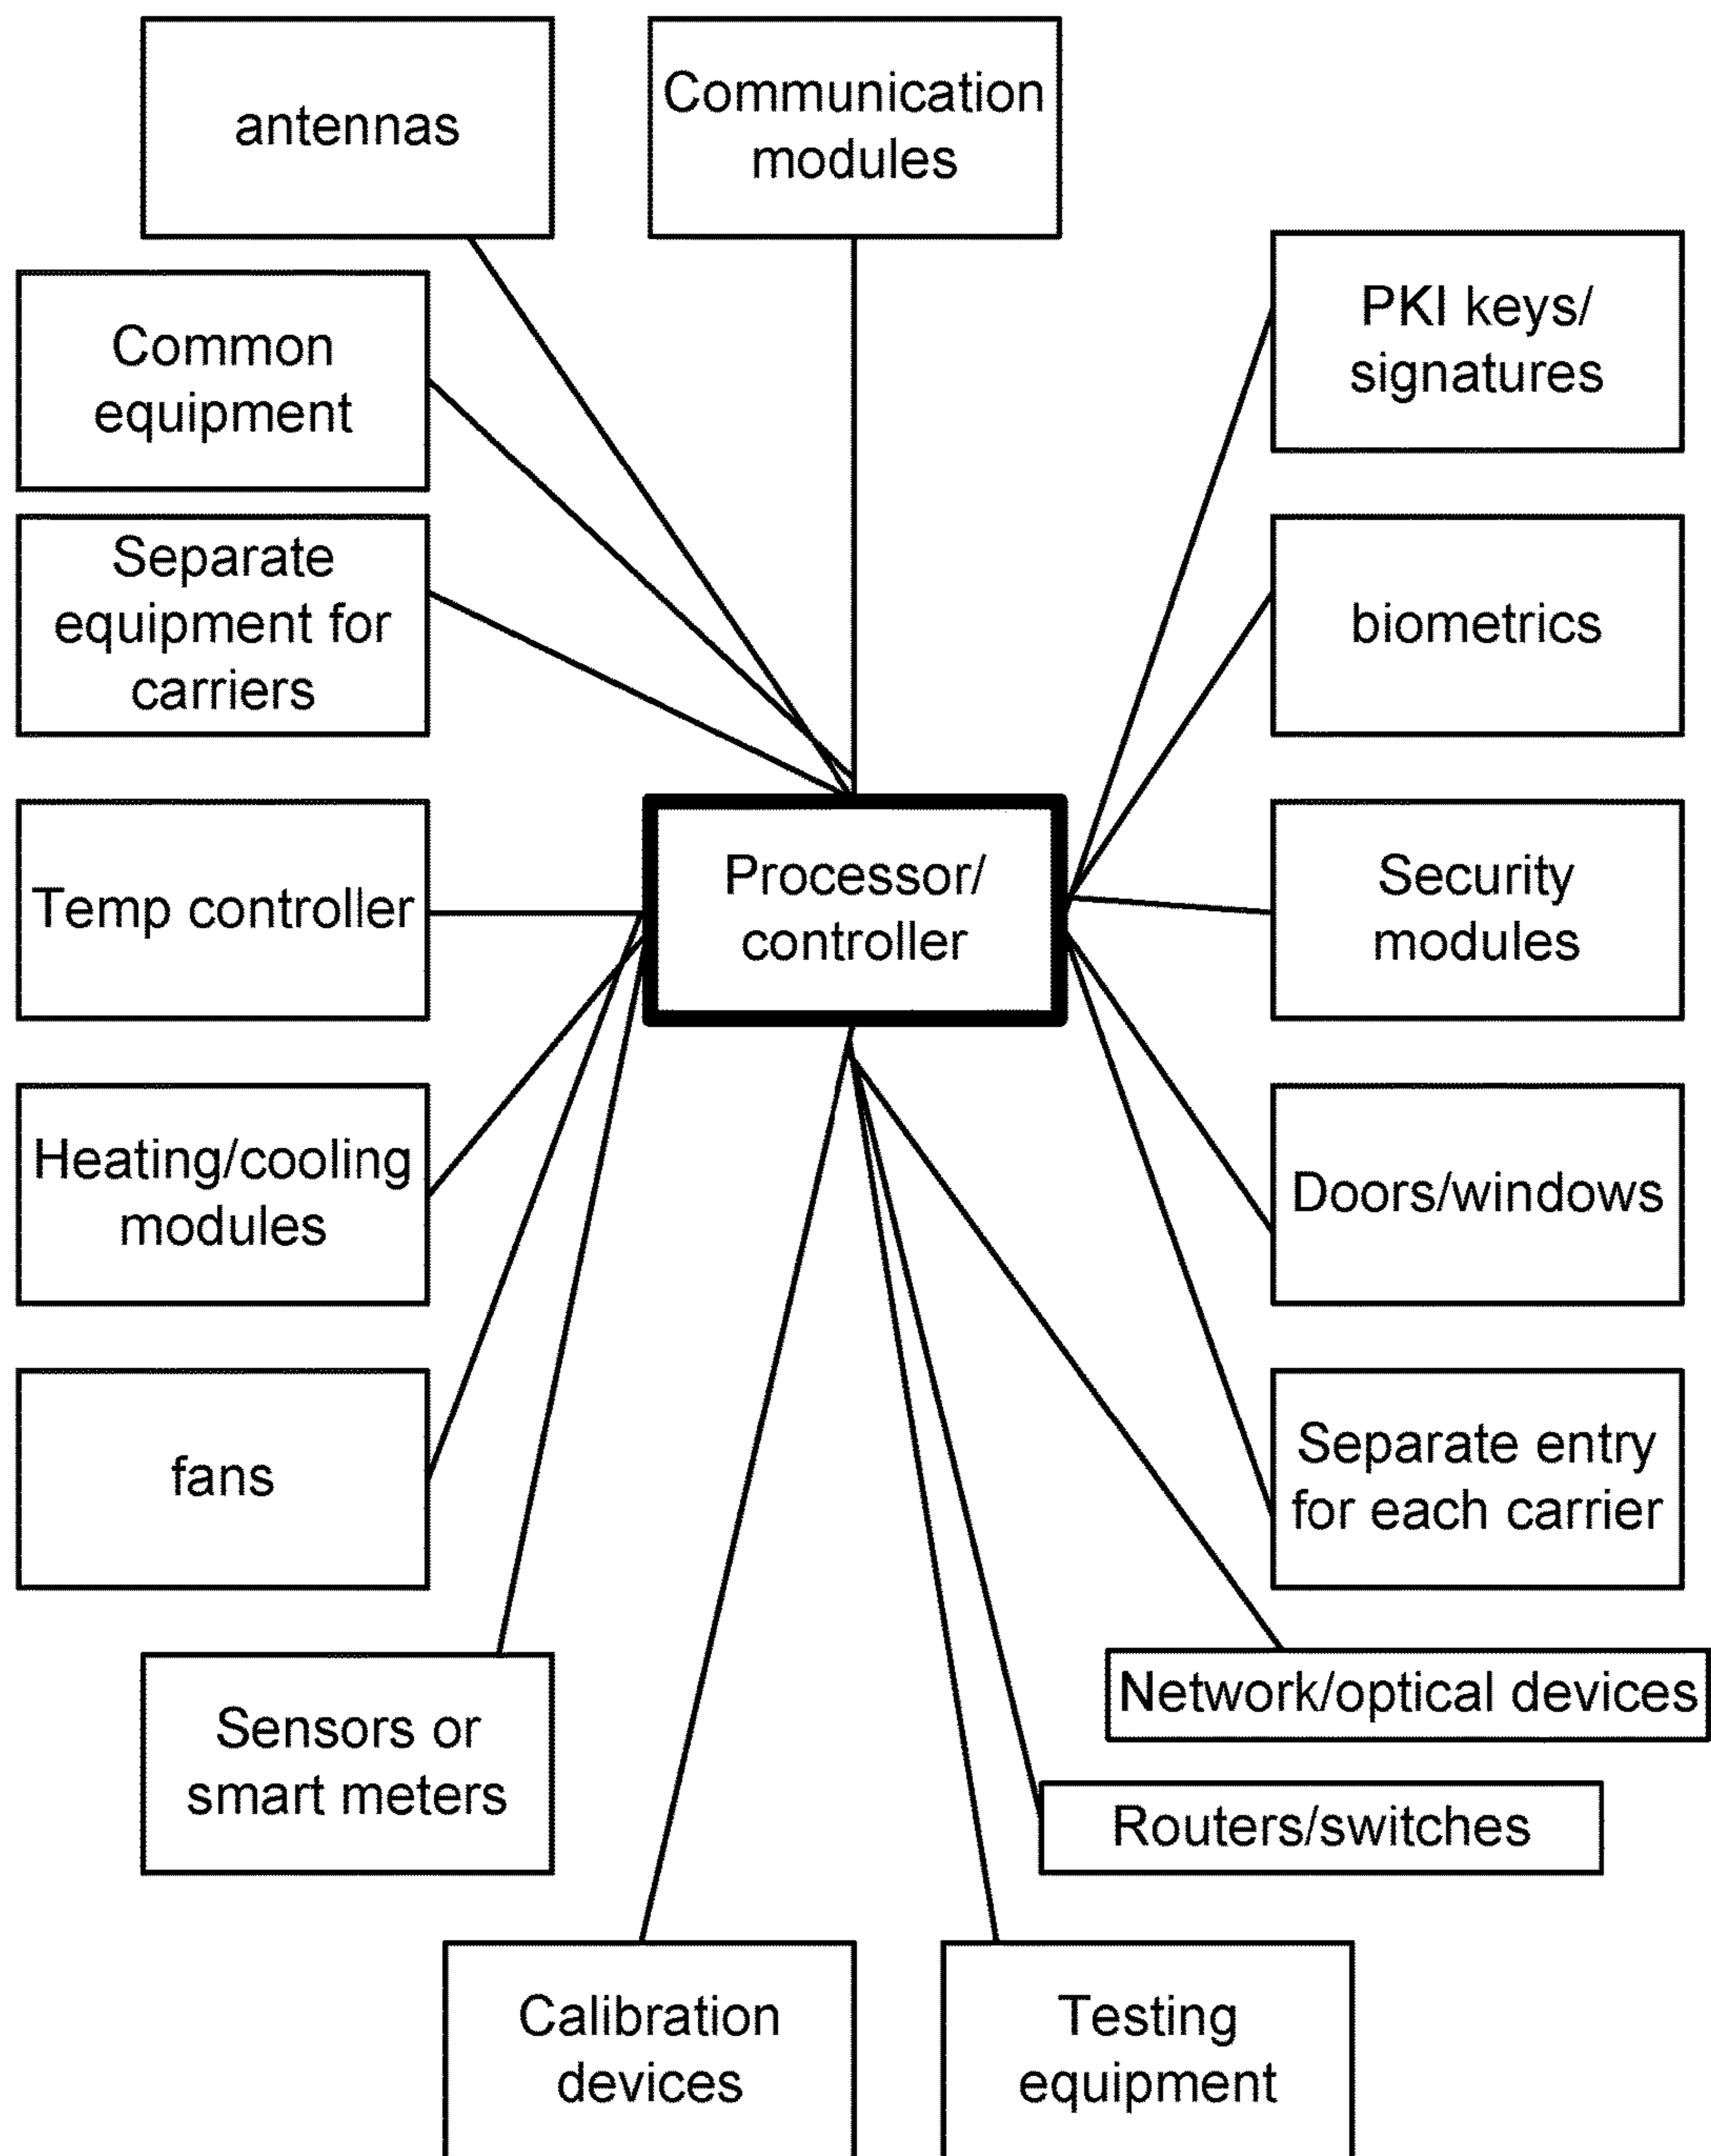 antennas
Communication
modules
Common
equipment
PKI keys/
signatures
Separate
equipment for
carriers
biometrics
Temp controller
Processor/
controller
Security
modules
Heating/cooling
modules
Doors/windows
fans
Separate entry
for each carrier
Sensors or
smart meters
Network/optical devices
Routers/switches
Calibration
devices
Testing
equipment